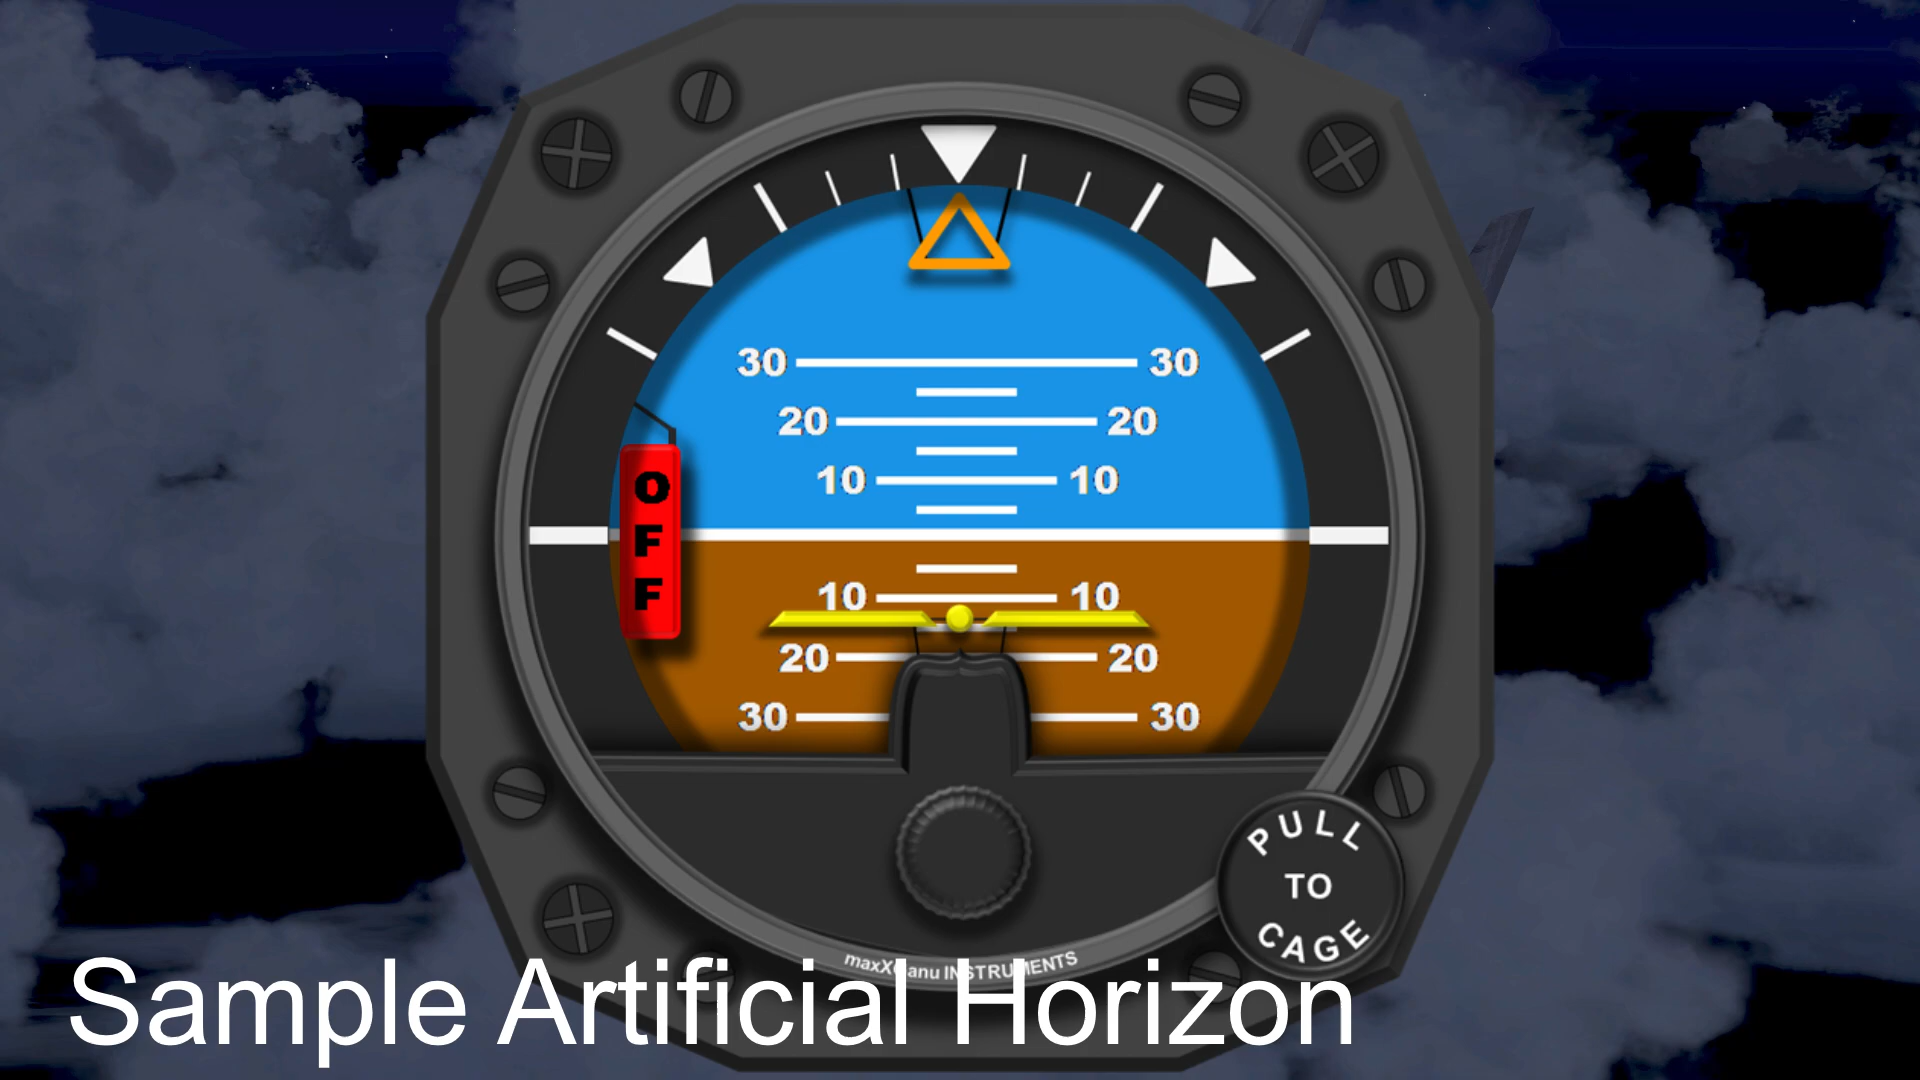 30 30
20 20
10 10
OFF
10 10
20 20
30 30
PULL
TO
CAGE
INSTRUMENTS
Sample Artificial Horizon